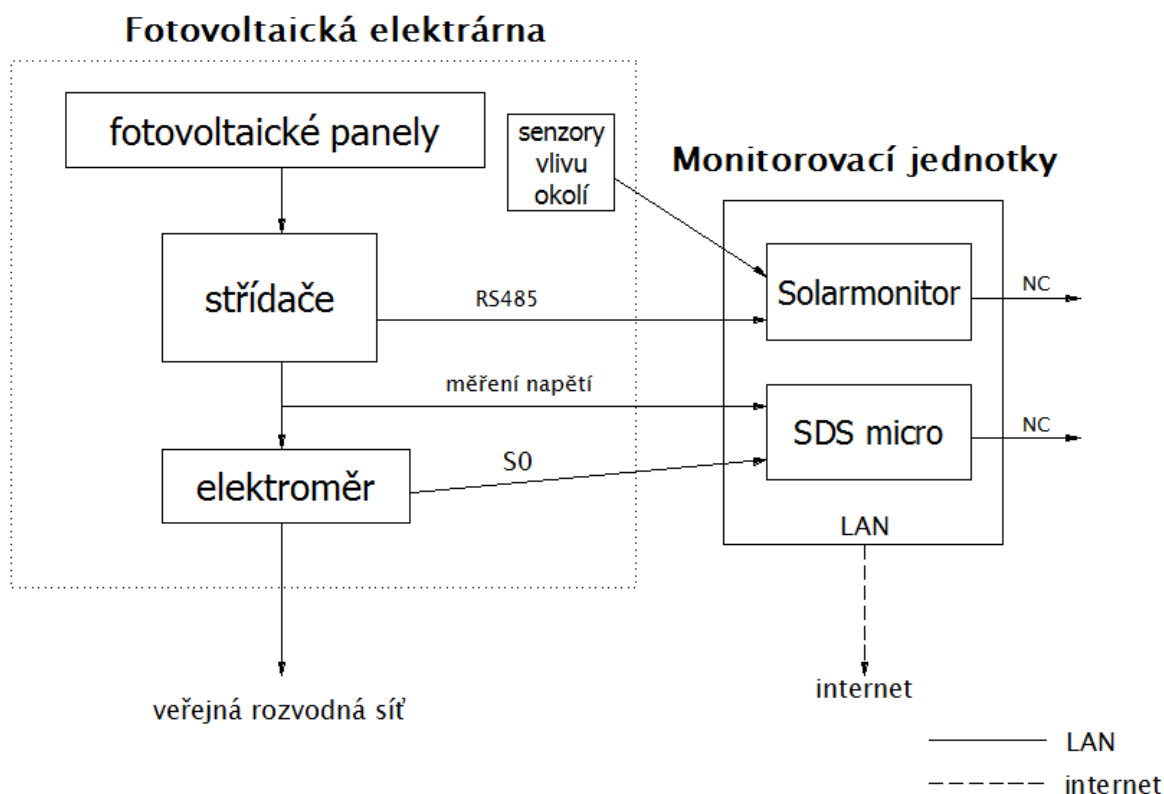 Fotovoltaická elektrárna
fotovoltaické panely
senzory
vlivu
okolí
Monitorovací jednotky
střídače
RS485
Solarmonitor
NC
měření napětí
SDS micro
NC
elektroměr
S0
LAN
internet
veřejná rozvodná síť
LAN
internet